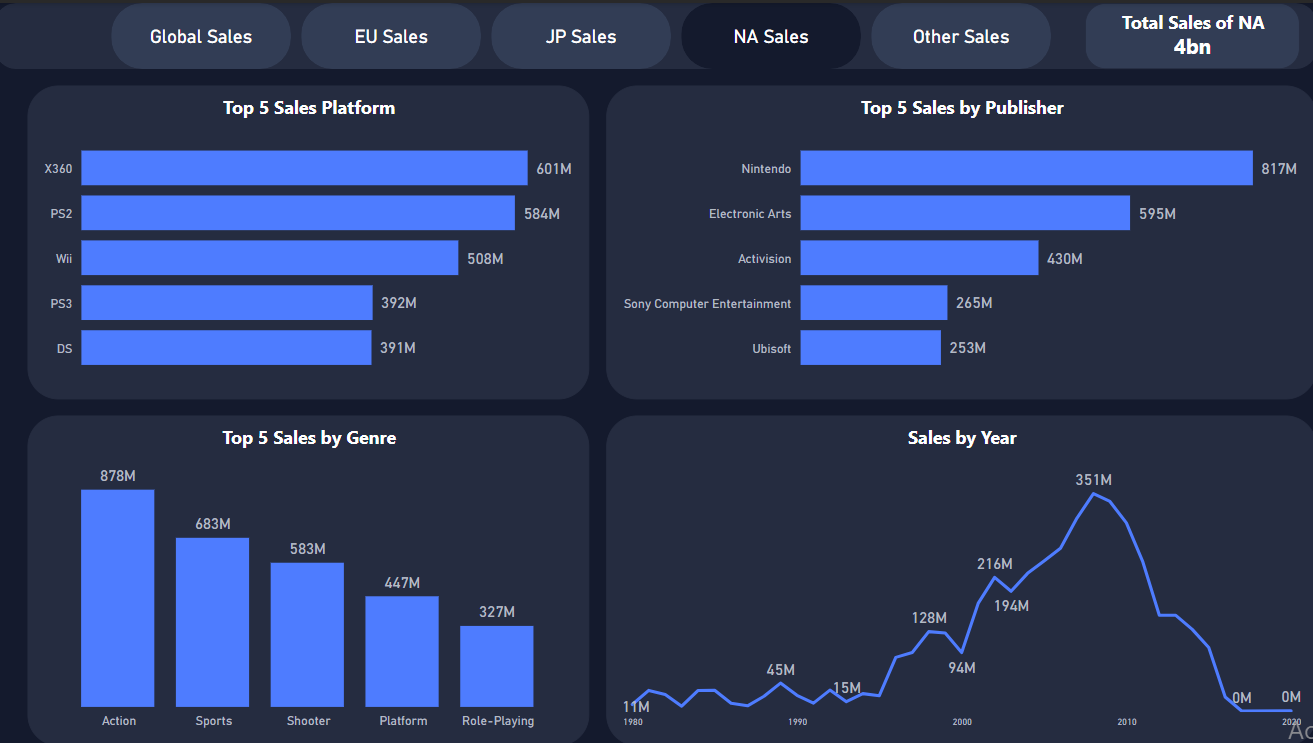 Global Sales
EU Sales
JP Sales
NA Sales
Other Sales
Total Sales of NA
4bn
Top 5 Sales Platform
X360 601M
PS2 584M
Wii 508M
PS3 392M
DS 391M
Top 5 Sales by Publisher
Nintendo 817M
Electronic Arts 595M
Activision 430M
Sony Computer Entertainment 265M
Ubisoft 253M
Top 5 Sales by Genre
878M
683M
583M
447M
327M
Action Sports Shooter Platform Role-Playing
Sales by Year
351M
216M
194M
128M
94M
45M
15M
11M
0M
0M
1980 1990 2000 2010 2020